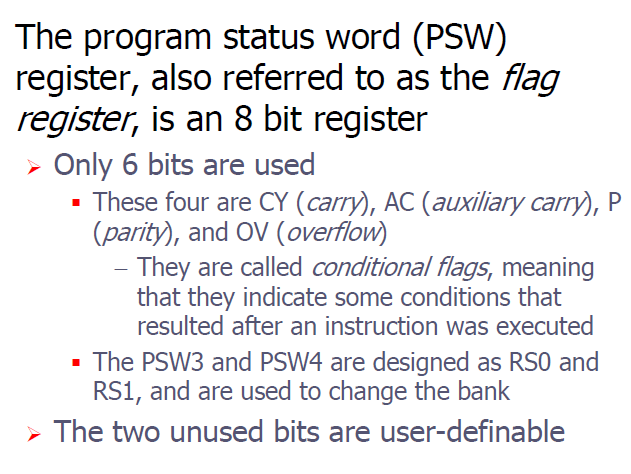 The program status word (PSW)
register, also referred to as the flag
register, is an 8 bit register
➢ Only 6 bits are used
▪ These four are CY (carry), AC (auxiliary carry), P
(parity), and OV (overflow)
– They are called conditional flags, meaning
that they indicate some conditions that
resulted after an instruction was executed
▪ The PSW3 and PSW4 are designed as RS0 and
RS1, and are used to change the bank
➢ The two unused bits are user-definable